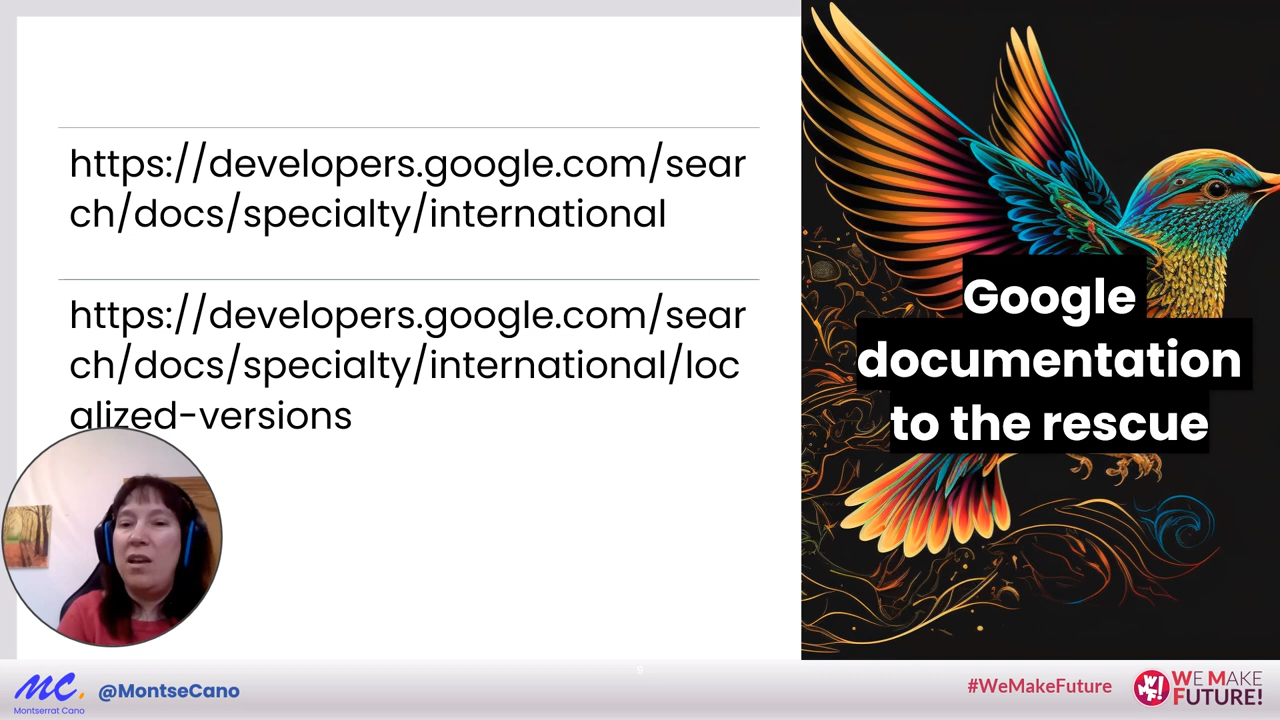 https://developers.google.com/sear
ch/docs/specialty/international
https://developers.google.com/sear
ch/docs/specialty/international/loc
alized-versions
Google
documentation
to the rescue
9
MC.
Montserrat Cano
@MontseCano
#WeMakeFuture
WE MAKE
FUTURE!